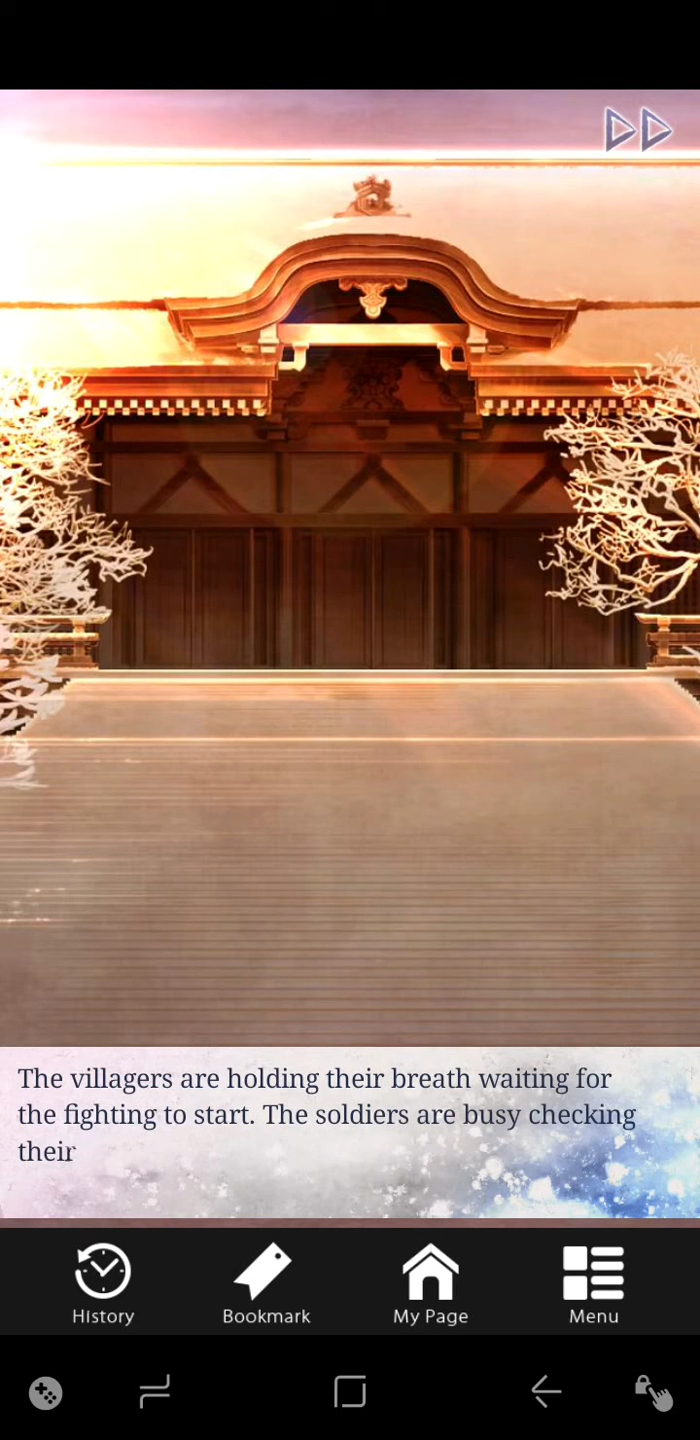 The villagers are holding their breath waiting for
the fighting to start. The soldiers are busy checking
their
History
Bookmark
My Page
Menu